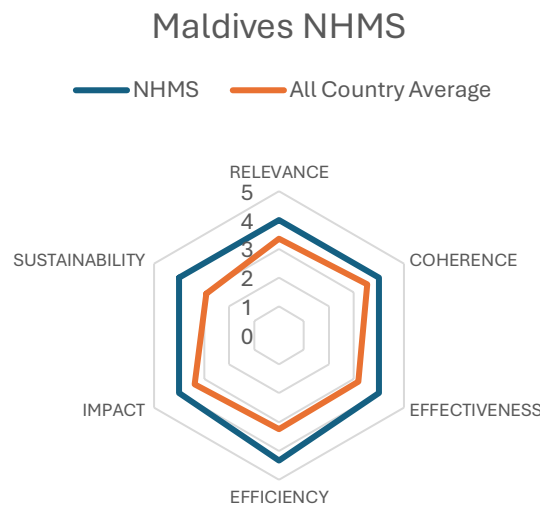 Maldives NHMS
NHMS All Country Average
RELEVANCE
5
4
3
2
1
0
SUSTAINABILITY
COHERENCE
IMPACT
EFFECTIVENESS
EFFICIENCY